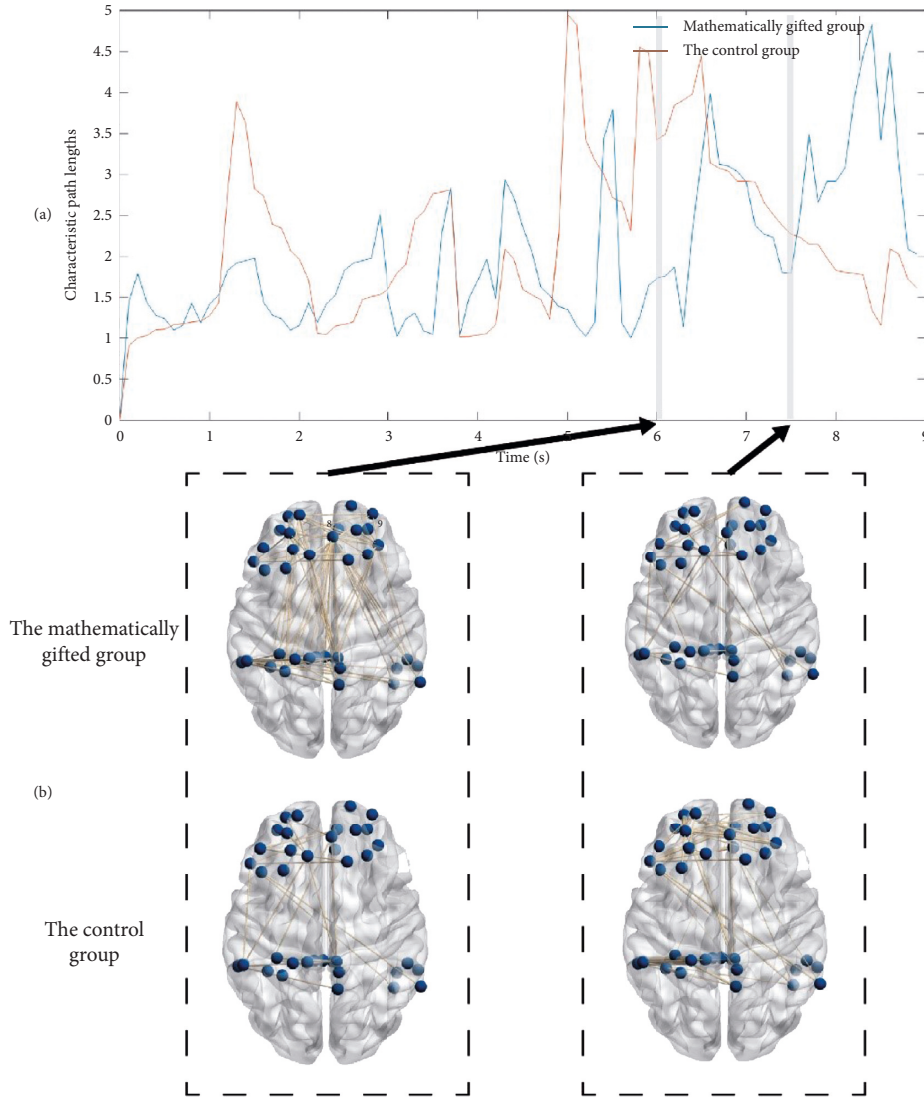 5
4.5
4
3.5
3
2.5
2
1.5
1
0.5
0
Characteristic path lengths
Mathematically gifted group
The control group
(a)
0 1 2 3 4 5 6 7 8 9
Time (s)
8 9
The mathematically
gifted group
(b)
The control
group